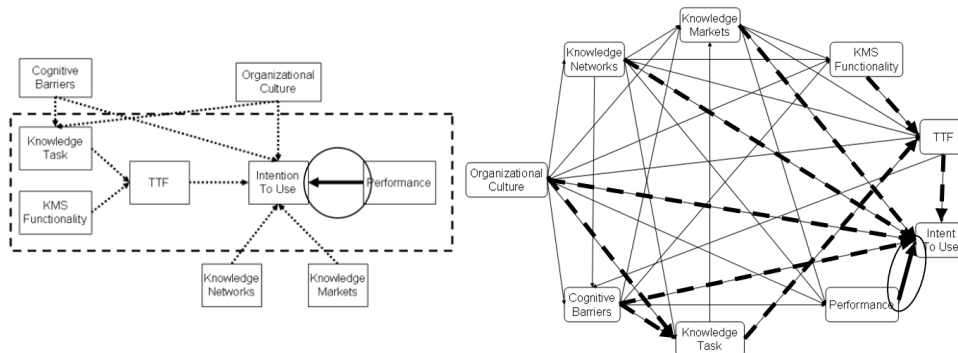 Cognitive
Barriers
Organizational
Culture
Knowledge
Task
TTF
Intention
To Use
Performance
KMS
Functionality
Knowledge
Networks
Knowledge
Markets
Knowledge
Markets
Knowledge
Networks
KMS
Functionality
TTF
Organizational
Culture
Intent
To Use
Cognitive
Barriers
Performance
Knowledge
Task